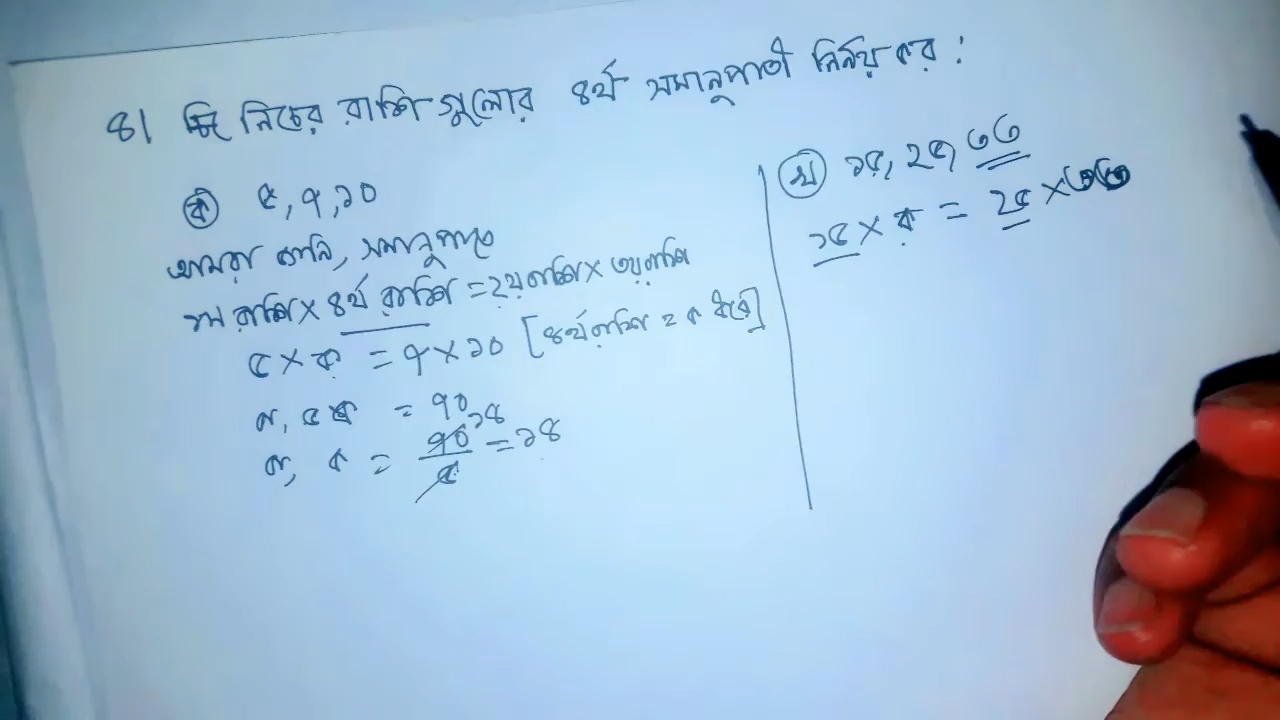 ৪। নিচের রাশিগুলোর ৪র্থ সমানুপাতী নির্ণয় কর :
ক ৫, ৭, ১০
আমরা জানি, সমানুপাতে
১ম রাশি × ৪র্থ রাশি = ২য় রাশি × ৩য় রাশি
৫ × ক = ৭ × ১০ [৪র্থ রাশি = ক ধরে]
বা, ৫ক = ৭০
বা, ক = ৭০/৫ ১৪ = ১৪
খ ১৫, ২৫, ৩৩
১৫ × ক = ২৫ × ৩৩